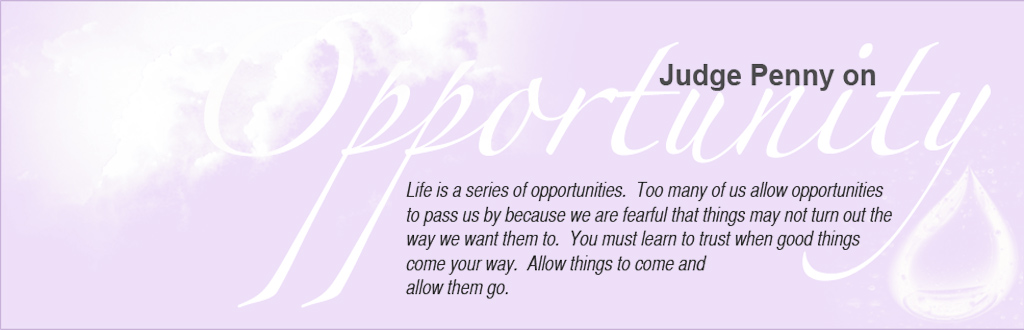 Judge Penny on
Opportunity
Life is a series of opportunities.  Too many of us allow opportunities
to pass us by because we are fearful that things may not turn out the
way we want them to.  You must learn to trust when good things
come your way.  Allow things to come and
allow them go.